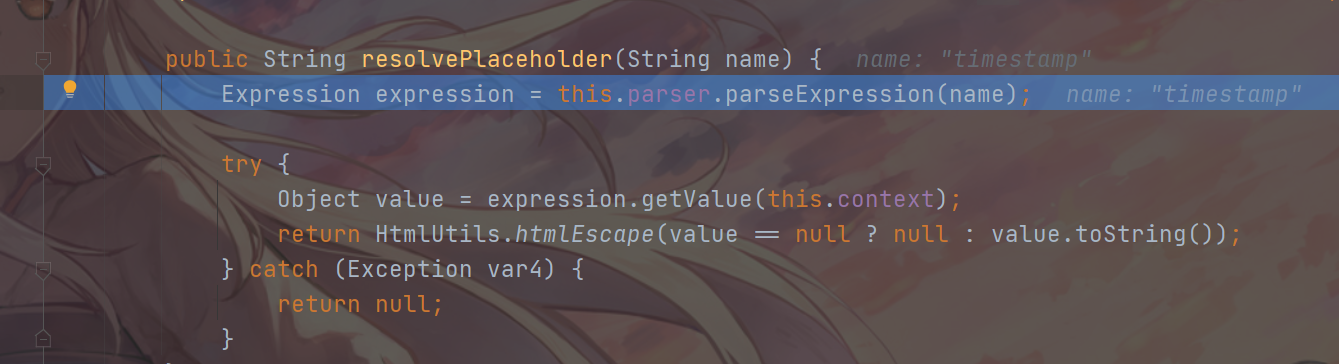 public String resolvePlaceholder(String name) {   name: "timestamp"
    Expression expression = this.parser.parseExpression(name);   name: "timestamp"

    try {
        Object value = expression.getValue(this.context);
        return HtmlUtils.htmlEscape(value == null ? null : value.toString());
    } catch (Exception var4) {
        return null;
    }